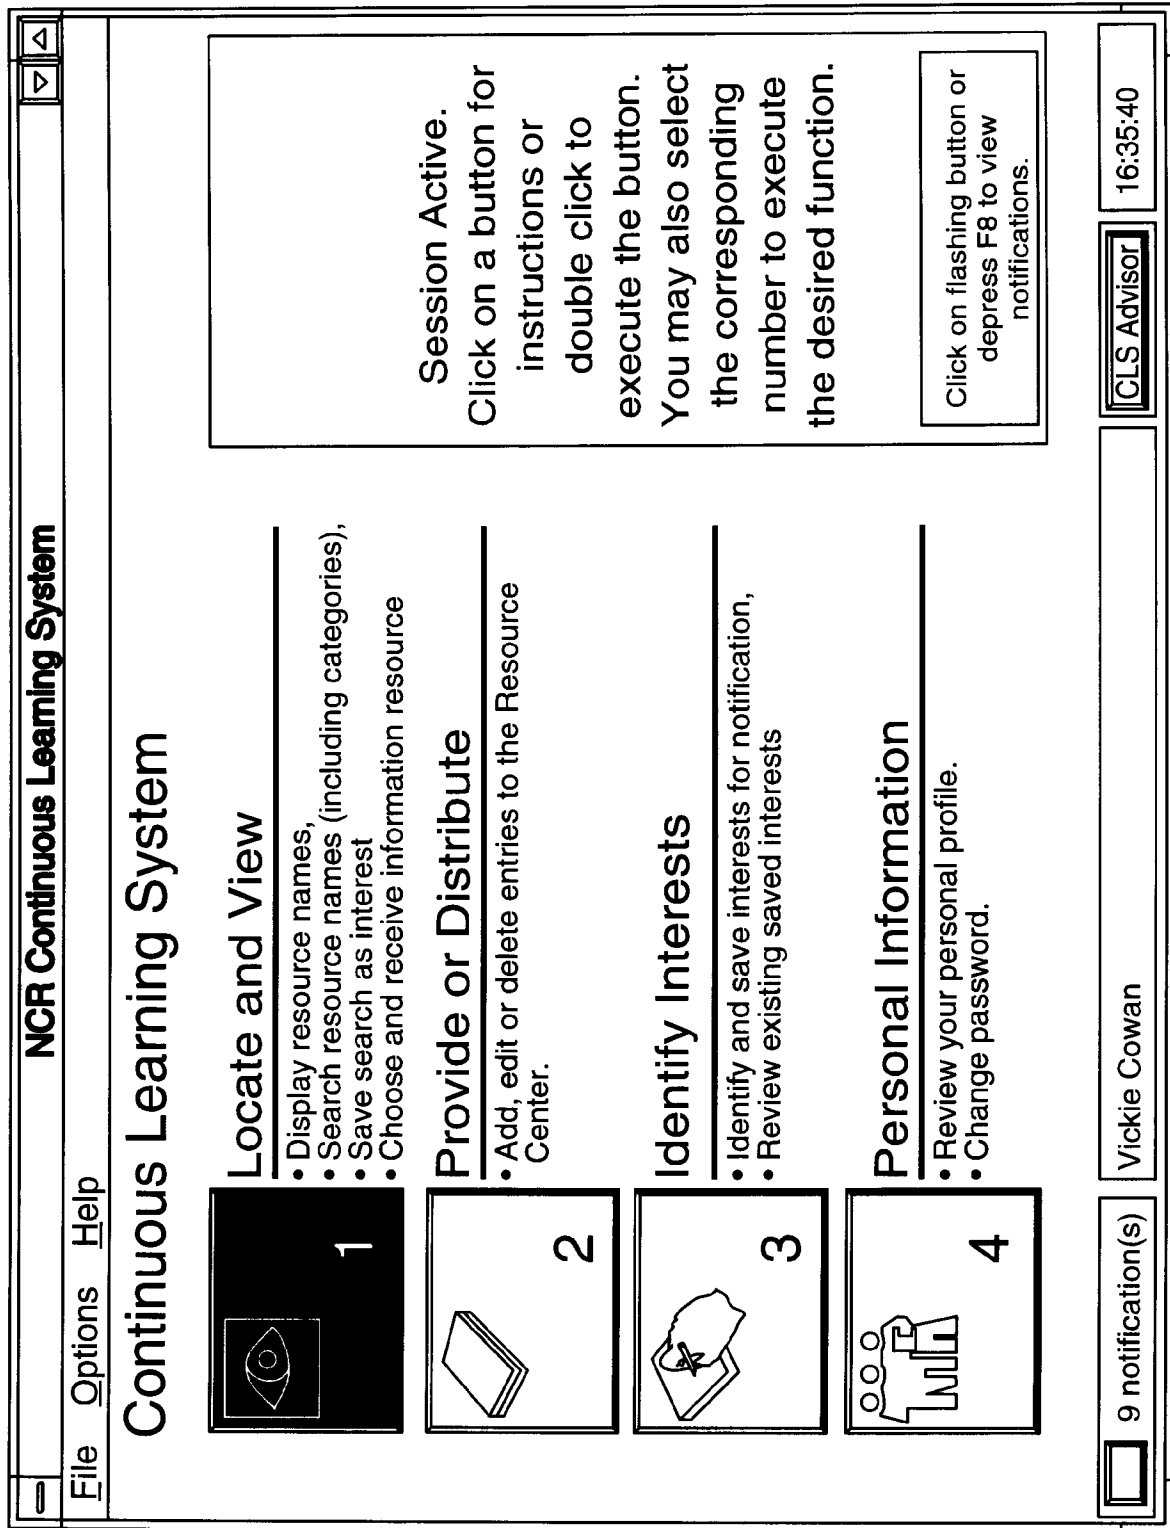 NCR Continuous Learning System
File Options Help
Continuous Learning System
1
Locate and View
• Display resource names,
• Search resource names (including categories),
• Save search as interest
• Choose and receive information resource
2
Provide or Distribute
• Add, edit or delete entries to the Resource
Center.
3
Identify Interests
• Identify and save interests for notification,
• Review existing saved interests
4
Personal Information
• Review your personal profile.
• Change password.
Session Active.
Click on a button for
instructions or
double click to
execute the button.
You may also select
the corresponding
number to execute
the desired function.
Click on flashing button or
depress F8 to view
notifications.
9 notification(s)
Vickie Cowan
CLS Advisor
16:35:40